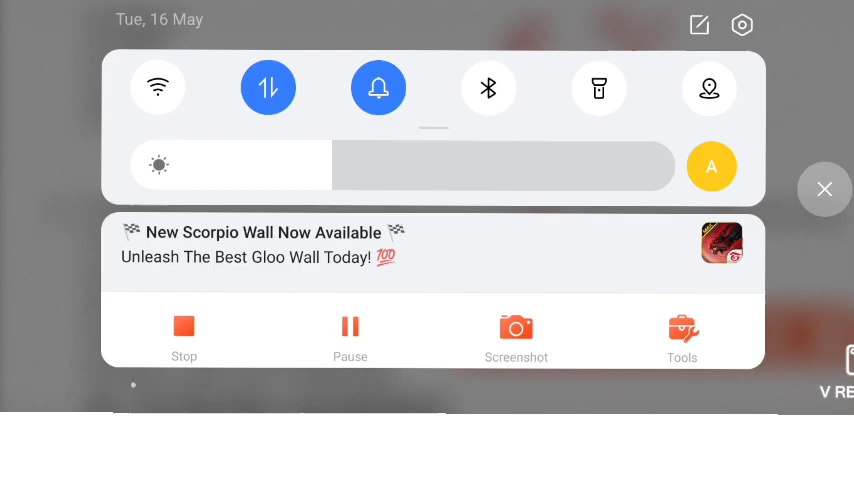 Tue, 16 May
A
🏁 New Scorpio Wall Now Available 🏁
Unleash The Best Gloo Wall Today! 💯
Stop
Pause
Screenshot
Tools
V RE